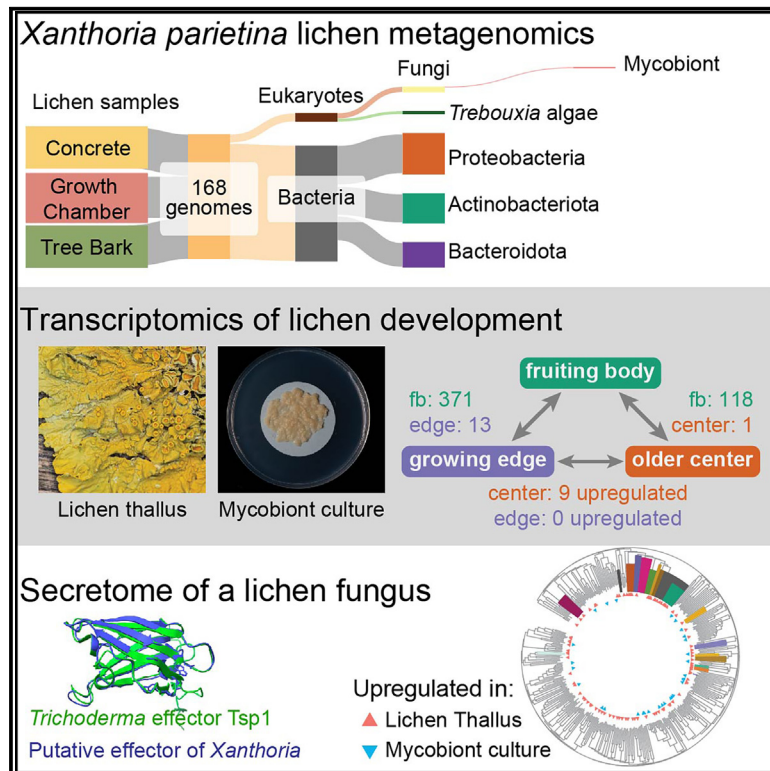 Xanthoria parietina lichen metagenomics
Lichen samples
Concrete
Growth
Chamber
Tree Bark
168
genomes
Eukaryotes
Bacteria
Fungi
Mycobiont
Trebouxia algae
Proteobacteria
Actinobacteriota
Bacteroidota
Transcriptomics of lichen development
Lichen thallus
Mycobiont culture
fruiting body
fb: 371
edge: 13
fb: 118
center: 1
growing edge
older center
center: 9 upregulated
edge: 0 upregulated
Secretome of a lichen fungus
Trichoderma effector Tsp1
Putative effector of Xanthoria
Upregulated in:
Lichen Thallus
Mycobiont culture